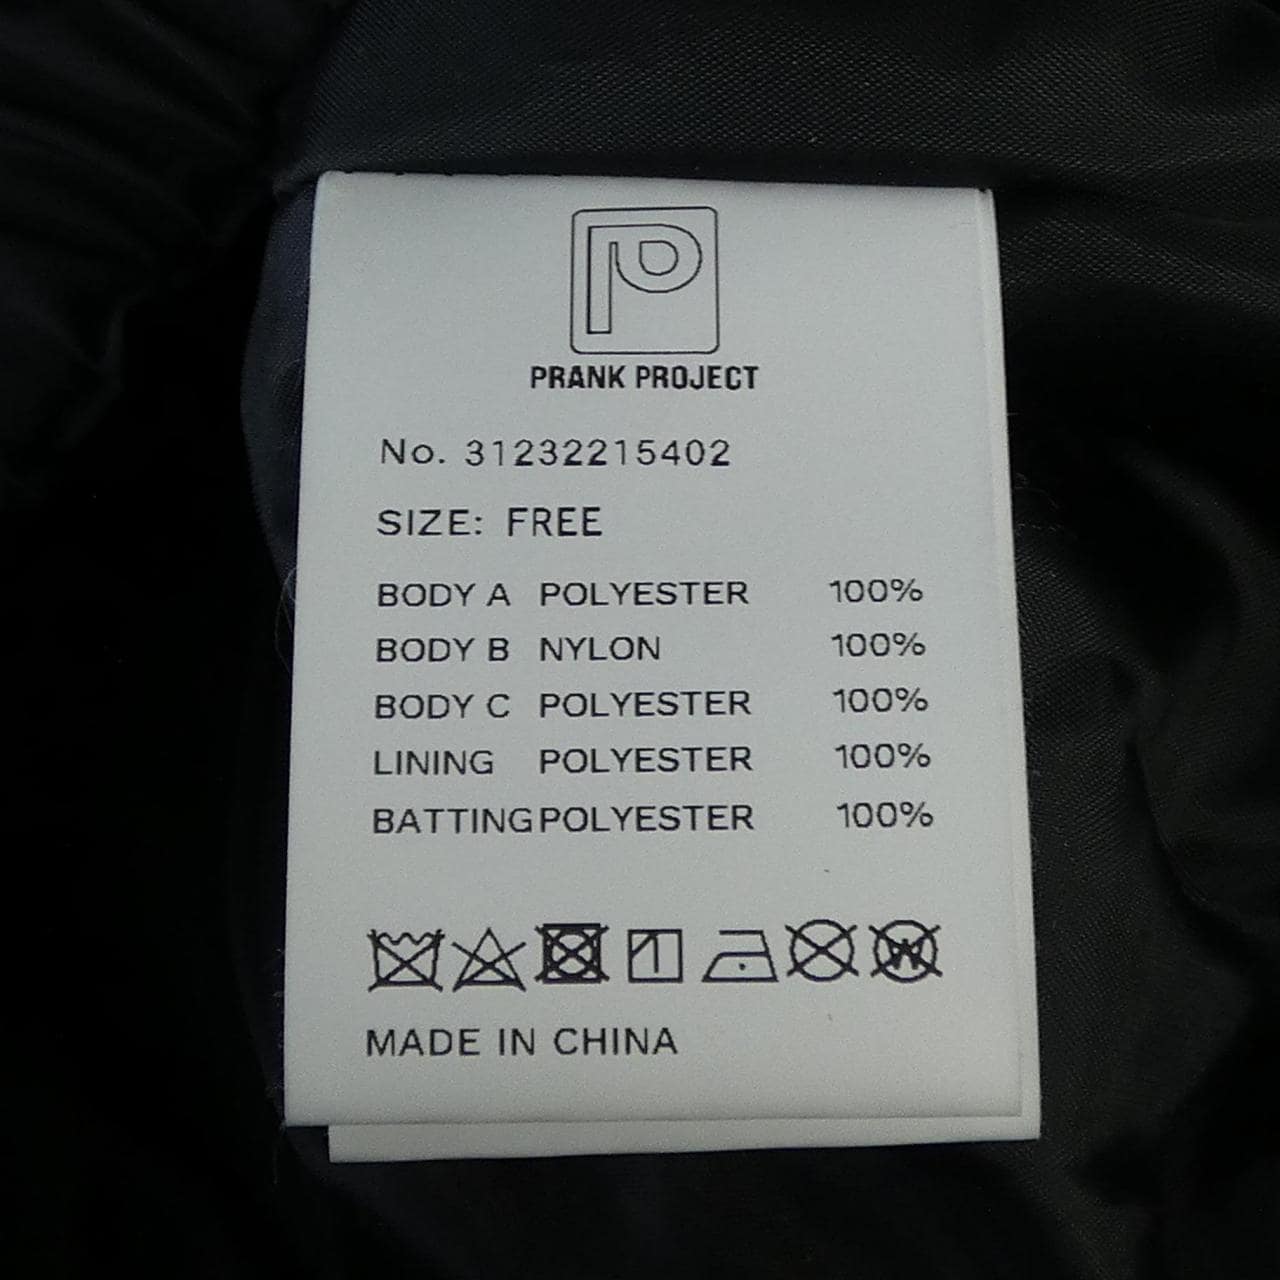 PRANK PROJECT
No. 31232215402
SIZE: FREE
BODY A POLYESTER 100%
BODY B NYLON 100%
BODY C POLYESTER 100%
LINING POLYESTER 100%
BATTING POLYESTER 100%
W
MADE IN CHINA